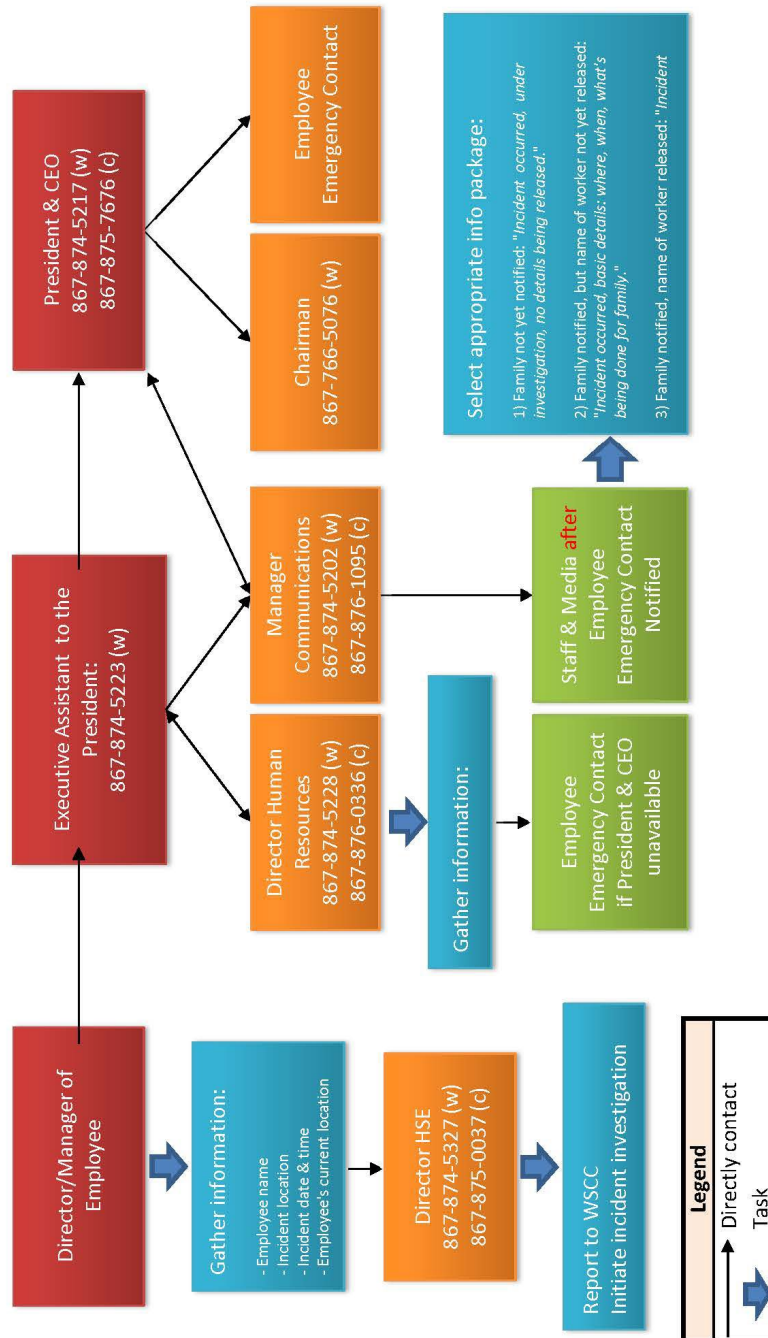 Director/Manager of
Employee
Executive Assistant to the
President:
867-874-5223 (w)
President & CEO
867-874-5217 (w)
867-875-7676 (c)
Gather information:
- Employee name
- Incident location
- Incident date & time
- Employee's current location
Director HSE
867-874-5327 (w)
867-875-0037 (c)
Report to WSCC
Initiate incident investigation
Director Human
Resources
867-874-5228 (w)
867-876-0336 (c)
Manager
Communications
867-874-5202 (w)
867-876-1095 (c)
Chairman
867-766-5076 (w)
Employee
Emergency Contact
Gather information:
Employee
Emergency Contact
if President & CEO
unavailable
Staff & Media after
Employee
Emergency Contact
Notified
Select appropriate info package:
1) Family not yet notified: "Incident occurred, under
investigation, no details being released."
2) Family notified, but name of worker not yet released:
"Incident occurred, basic details: where, when, what's
being done for family."
3) Family notified, name of worker released: "Incident
Legend
Directly contact
Task